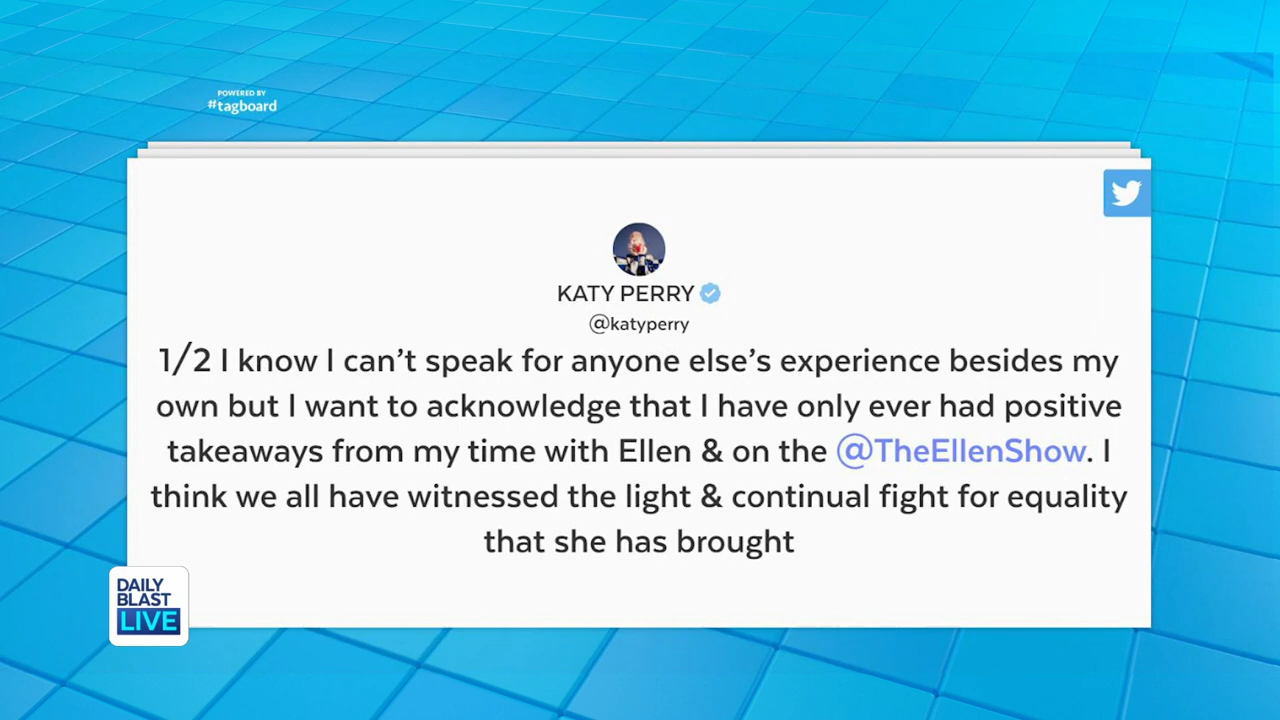 POWERED BY
#tagboard
KATY PERRY
@katyperry
1/2 I know I can’t speak for anyone else’s experience besides my
own but I want to acknowledge that I have only ever had positive
takeaways from my time with Ellen & on the @TheEllenShow. I
think we all have witnessed the light & continual fight for equality
that she has brought
DAILY
BLAST
LIVE